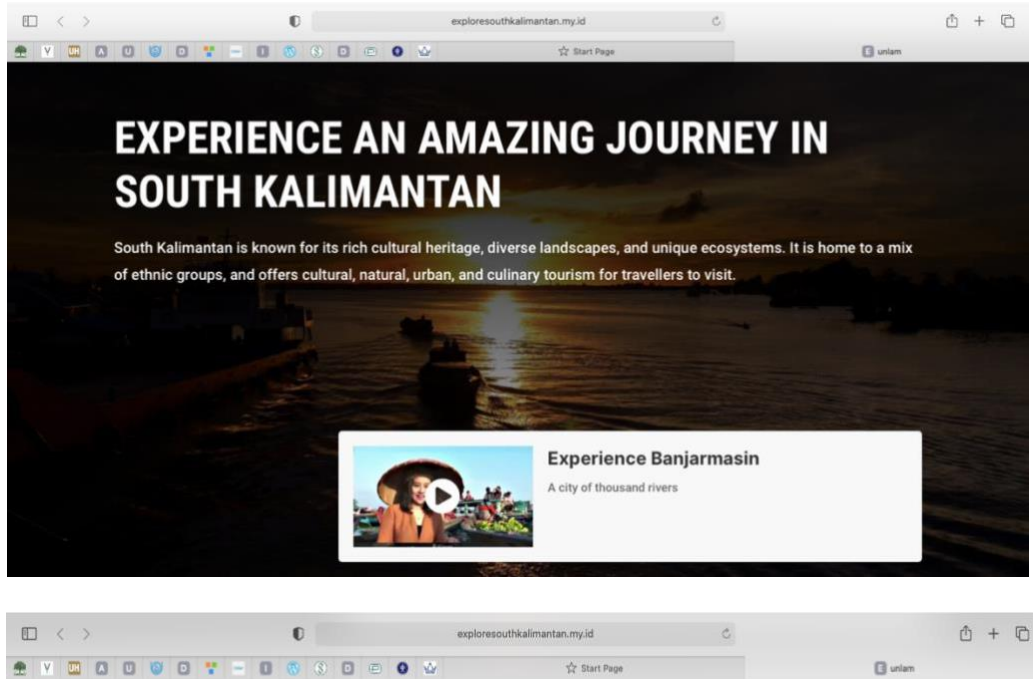 exploresouthkalimantan.my.id
V UH A U D I D
Start Page
E unlam
EXPERIENCE AN AMAZING JOURNEY IN
SOUTH KALIMANTAN
South Kalimantan is known for its rich cultural heritage, diverse landscapes, and unique ecosystems. It is home to a mix
of ethnic groups, and offers cultural, natural, urban, and culinary tourism for travellers to visit.
Experience Banjarmasin
A city of thousand rivers
exploresouthkalimantan.my.id
V UH A U D I D
Start Page
E unlam